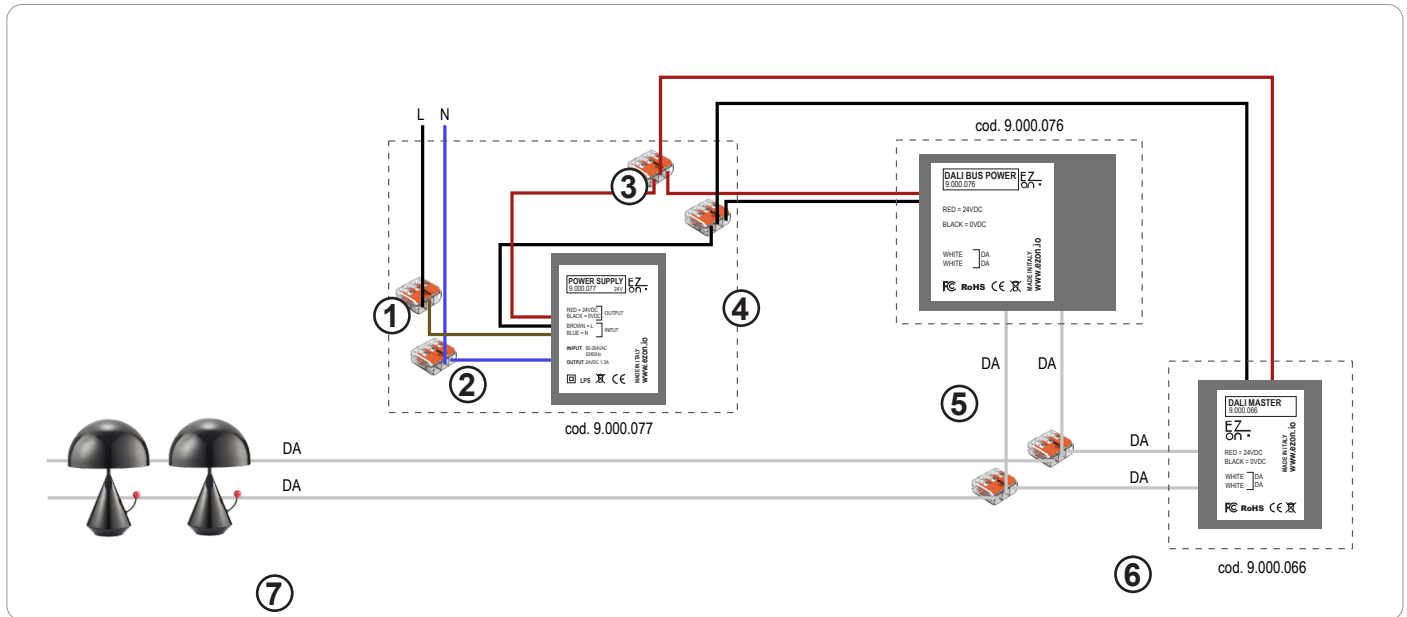 L N
cod. 9.000.076
DALI BUS POWER
9.000.076
EZ
on
RED = 24VDC
BLACK = 0VDC
WHITE DA
WHITE DA
MADE IN ITALY
www.ezon.io
FC RoHS CE
3
1
2
4
POWER SUPPLY
9.000.077 24V
EZ
on
RED = 24VDC
BLACK = 0VDC
OUTPUT
BROWN = L
BLUE = N
INPUT
INPUT 85-264VAC
50/60Hz
OUTPUT 24VDC 1.3A
MADE IN ITALY
www.ezon.io
LPS CE
cod. 9.000.077
DA DA
5
DA
DA
DA
DA
DALI MASTER
9.000.066
EZ
on
RED = 24VDC
BLACK = 0VDC
WHITE DA
WHITE DA
MADE IN ITALY
www.ezon.io
FC RoHS CE
cod. 9.000.066
6
7